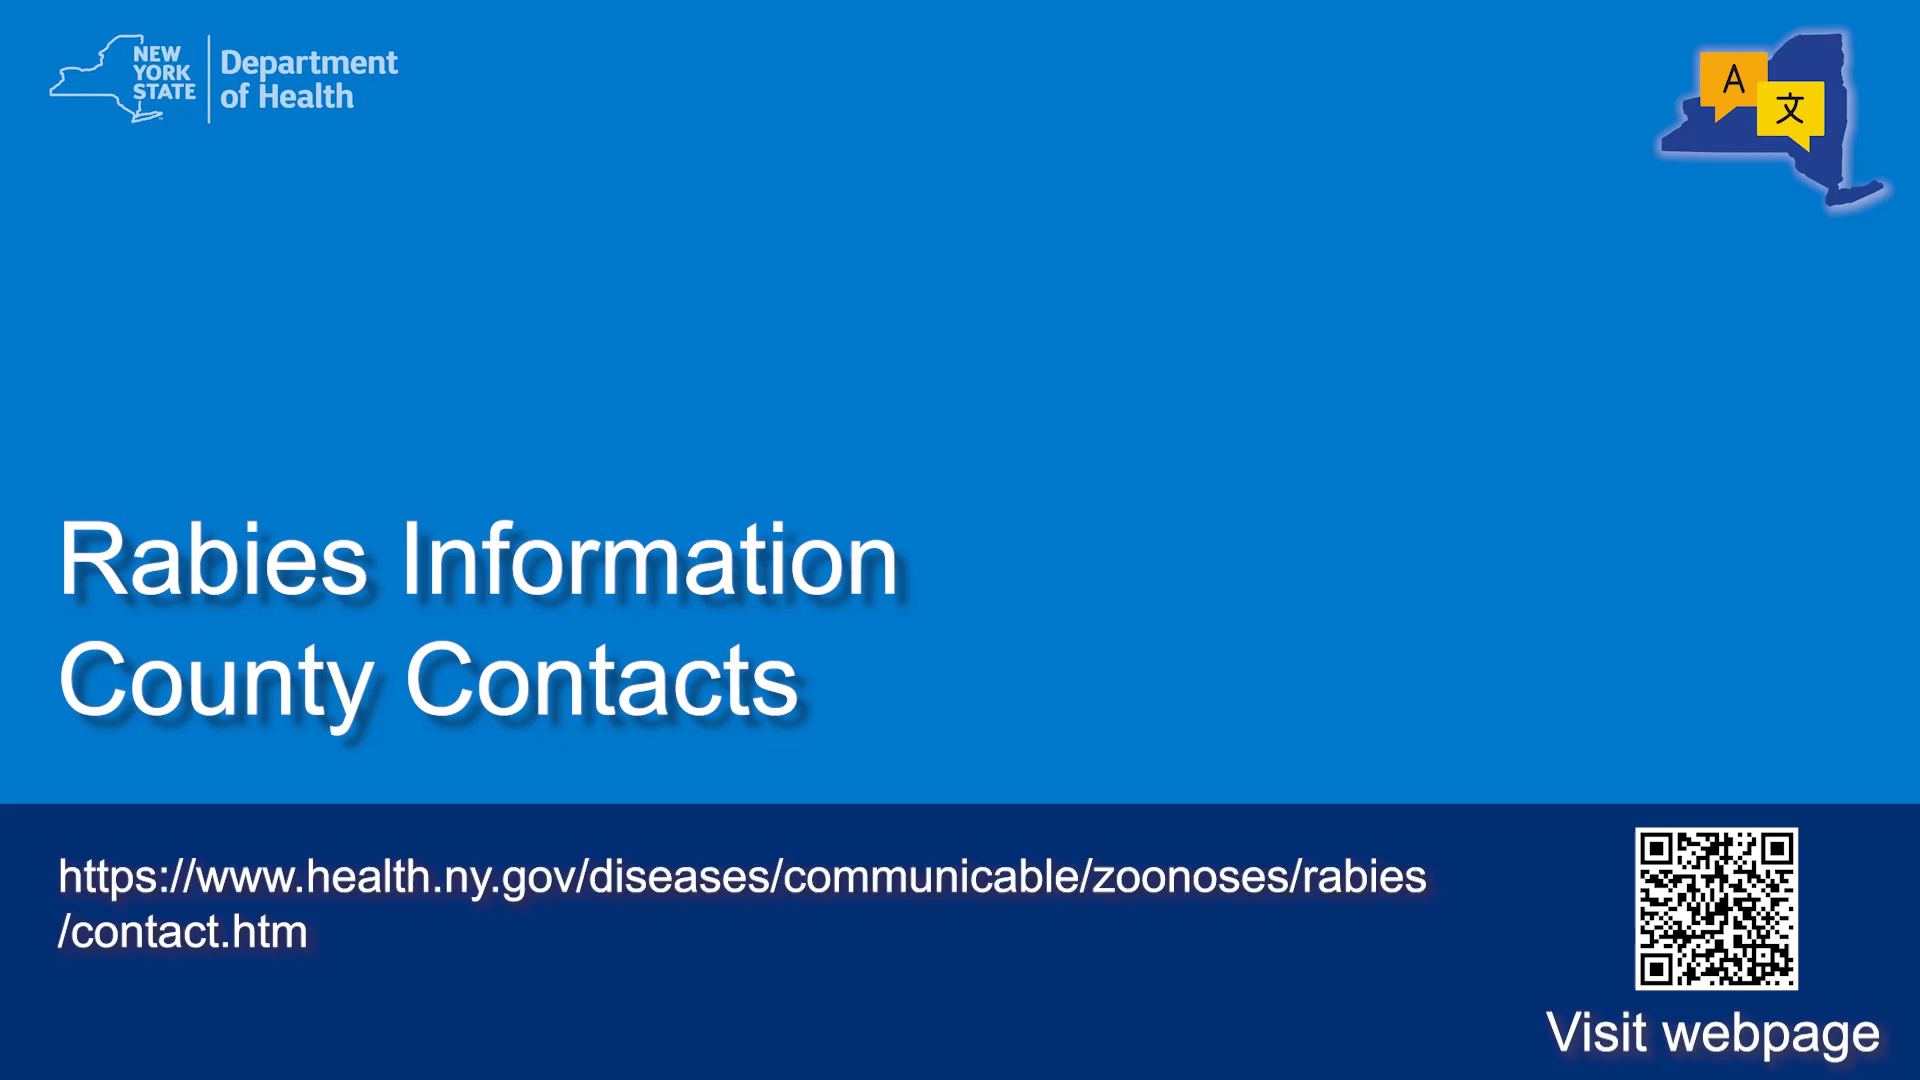 NEW
YORK
STATE
Department
of Health
A
文
Rabies Information
County Contacts
https://www.health.ny.gov/diseases/communicable/zoonoses/rabies
/contact.htm
Visit webpage